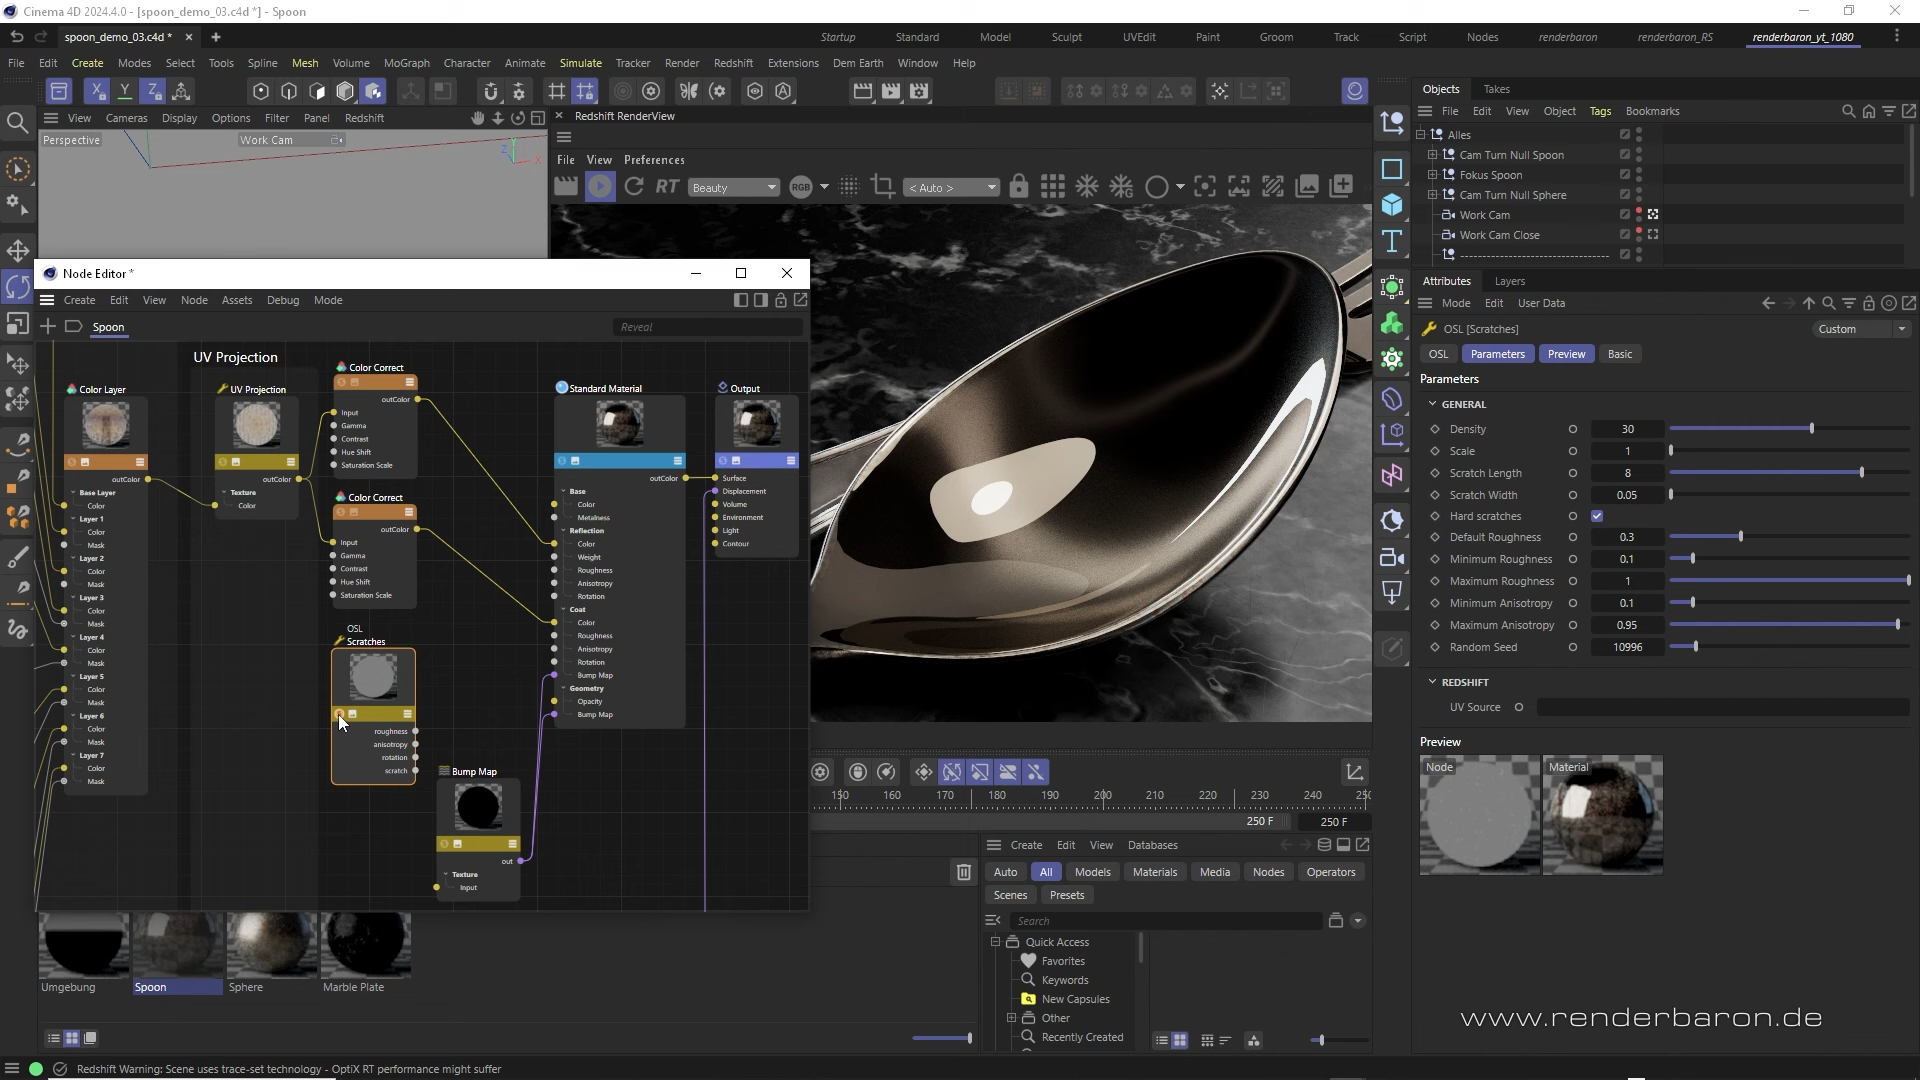 Cinema 4D 2024.4.0 - [spoon_demo_03.c4d *] - Spoon
spoon_demo_03.c4d *
Startup Standard Model Sculpt UVEdit Paint Groom Track Script Nodes renderbaron renderbaron_RS renderbaron_yt_1080
File Edit Create Modes Select Tools Spline Mesh Volume MoGraph Character Animate Simulate Tracker Render Redshift Extensions Dem Earth Window Help
X Y Z
View Cameras Display Options Filter Panel Redshift
Perspective
Work Cam
Y
Z
X
Redshift RenderView
File View Preferences
RT Beauty RGB < Auto >
Objects Takes
File Edit View Object Tags Bookmarks
Alles
Cam Turn Null Spoon
Fokus Spoon
Cam Turn Null Sphere
Work Cam
Work Cam Close
---------------------------------
Node Editor *
Create Edit View Node Assets Debug Mode
Spoon
Reveal
UV Projection
Color Layer
outColor
Base Layer
Color
Layer 1
Color
Mask
Layer 2
Color
Mask
Layer 3
Color
Mask
Layer 4
Color
Mask
Layer 5
Color
Mask
Layer 6
Color
Mask
Layer 7
Color
Mask
UV Projection
outColor
Texture
Color
Color Correct
outColor
Input
Gamma
Contrast
Hue Shift
Saturation Scale
Color Correct
outColor
Input
Gamma
Contrast
Hue Shift
Saturation Scale
OSL
Scratches
roughness
anisotropy
rotation
scratch
Bump Map
out
Texture
Input
Standard Material
outColor
Base
Color
Metalness
Reflection
Color
Weight
Roughness
Anisotropy
Rotation
Coat
Color
Roughness
Anisotropy
Rotation
Bump Map
Geometry
Opacity
Bump Map
Output
Surface
Displacement
Volume
Environment
Light
Contour
Attributes Layers
Mode Edit User Data
OSL [Scratches]
Custom
OSL Parameters Preview Basic
Parameters
GENERAL
Density 30
Scale 1
Scratch Length 8
Scratch Width 0.05
Hard scratches
Default Roughness 0.3
Minimum Roughness 0.1
Maximum Roughness 1
Minimum Anisotropy 0.1
Maximum Anisotropy 0.95
Random Seed 10996
REDSHIFT
UV Source
Preview
Node
Material
150 160 170 180 190 200 210 220 230 240
250 F 250 F
Create Edit View Databases
Auto All Models Materials Media Nodes Operators
Scenes Presets
Search
Quick Access
Favorites
Keywords
New Capsules
Other
Recently Created
Umgebung
Spoon
Sphere
Marble Plate
www.renderbaron.de
Redshift Warning: Scene uses trace-set technology - OptiX RT performance might suffer